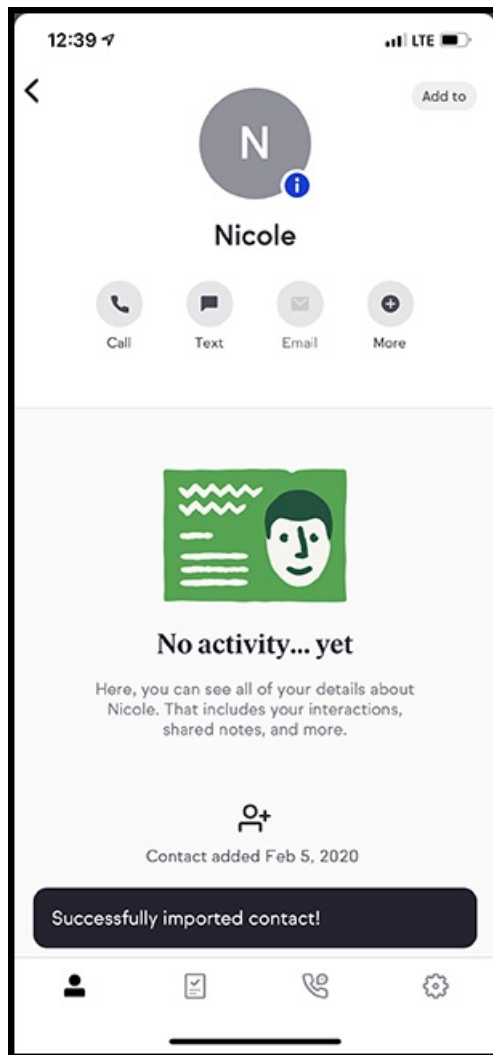 12:39
LTE
Add to
N
i
Nicole
Call
Text
Email
More
No activity... yet
Here, you can see all of your details about
Nicole. That includes your interactions,
shared notes, and more.
Contact added Feb 5, 2020
Successfully imported contact!